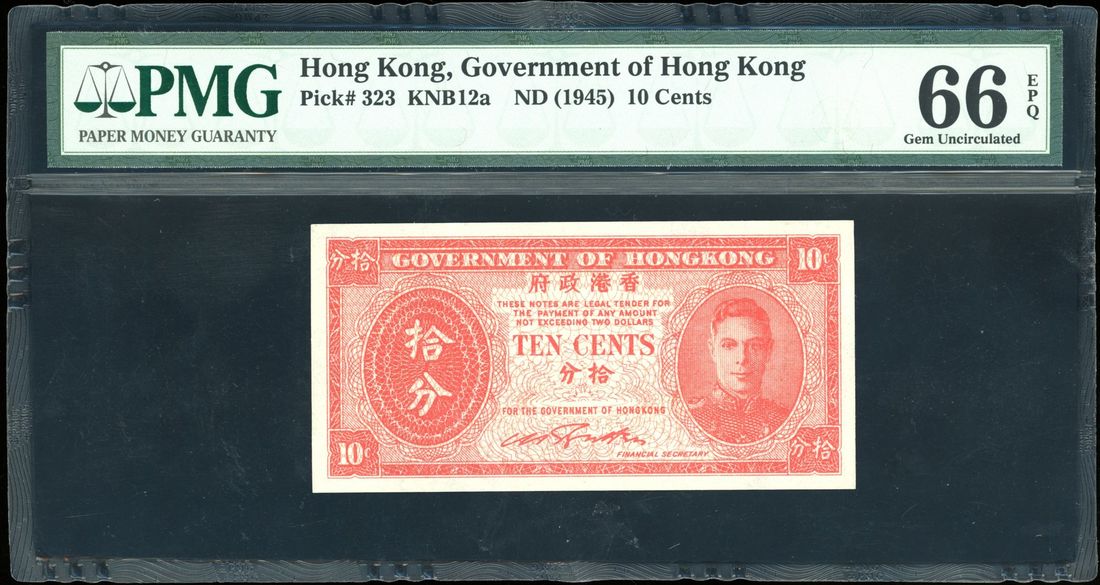 PMG
PAPER MONEY GUARANTY
Hong Kong, Government of Hong Kong
Pick# 323 KNB12a ND (1945) 10 Cents
66
EPQ
Gem Uncirculated
分拾
GOVERNMENT OF HONGKONG
10¢
府政港香
THESE NOTES ARE LEGAL TENDER FOR
THE PAYMENT OF ANY AMOUNT
NOT EXCEEDING TWO DOLLARS
拾分
TEN CENTS
分拾
FOR THE GOVERNMENT OF HONGKONG
10¢
FINANCIAL SECRETARY
分拾